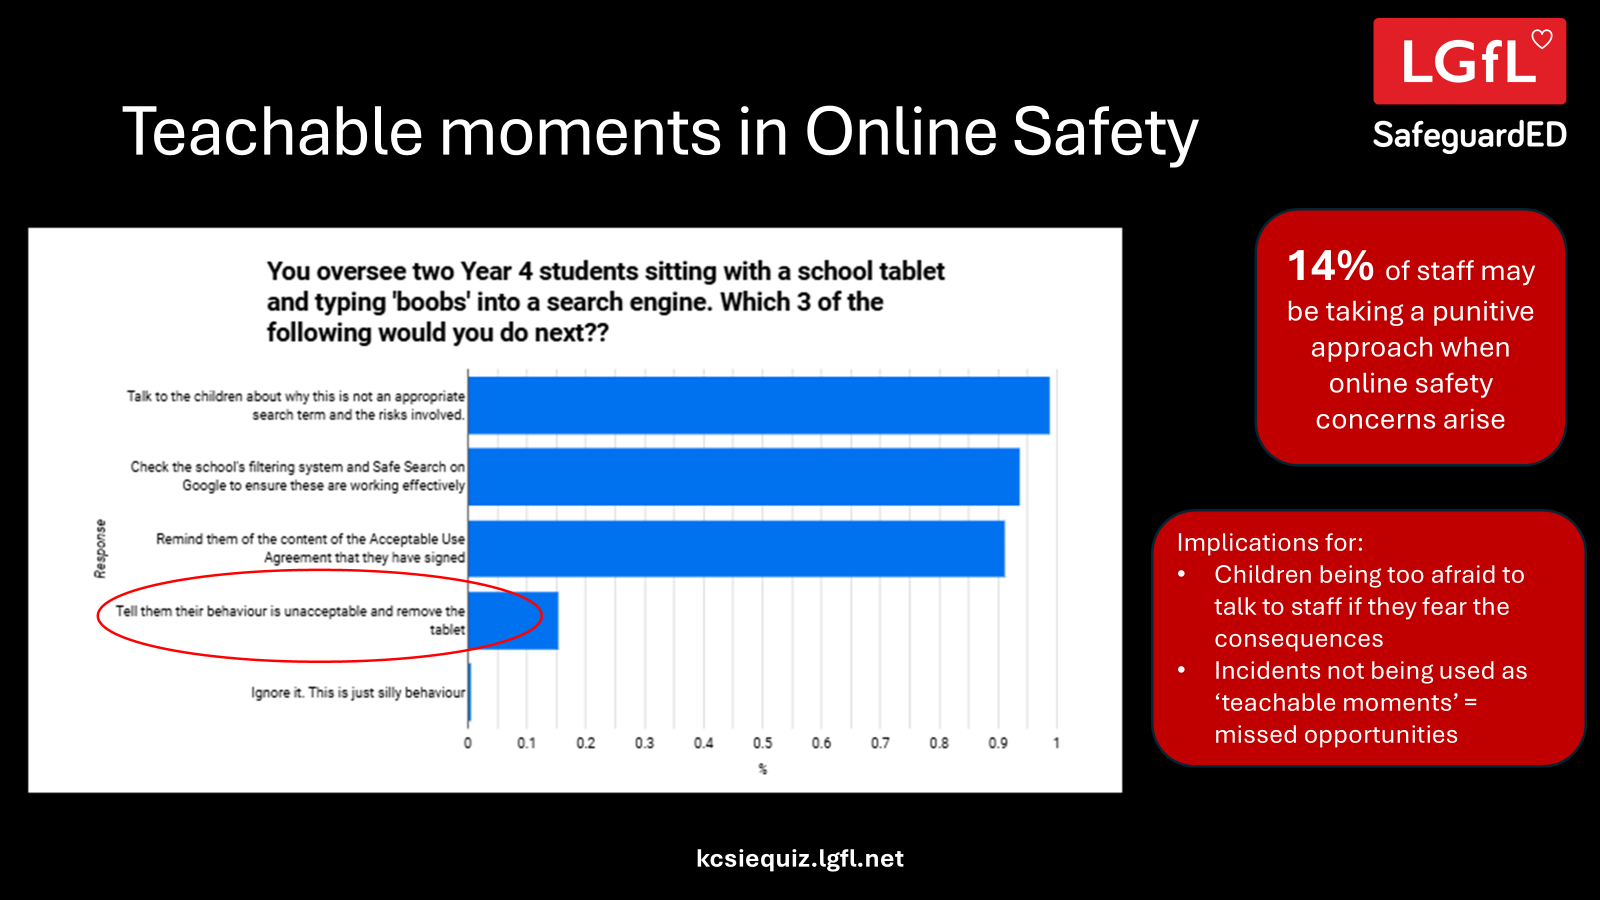 LGfL
SafeguardED
Teachable moments in Online Safety
You oversee two Year 4 students sitting with a school tablet
and typing 'boobs' into a search engine. Which 3 of the
following would you do next??
Response
Talk to the children about why this is not an appropriate
search term and the risks involved.
Check the school's filtering system and Safe Search on
Google to ensure these are working effectively
Remind them of the content of the Acceptable Use
Agreement that they have signed
Tell them their behaviour is unacceptable and remove the
tablet
Ignore it. This is just silly behaviour
0 0.1 0.2 0.3 0.4 0.5 0.6 0.7 0.8 0.9 1
%
14% of staff may
be taking a punitive
approach when
online safety
concerns arise
Implications for:
• Children being too afraid to
talk to staff if they fear the
consequences
• Incidents not being used as
‘teachable moments’ =
missed opportunities
kcsiequiz.lgfl.net